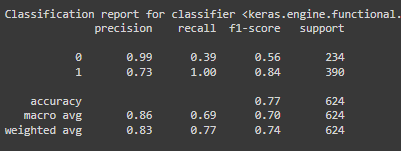 Classification report for classifier <keras.engine.functional.
precision recall f1-score support
0 0.99 0.39 0.56 234
1 0.73 1.00 0.84 390
accuracy 0.77 624
macro avg 0.86 0.69 0.70 624
weighted avg 0.83 0.77 0.74 624